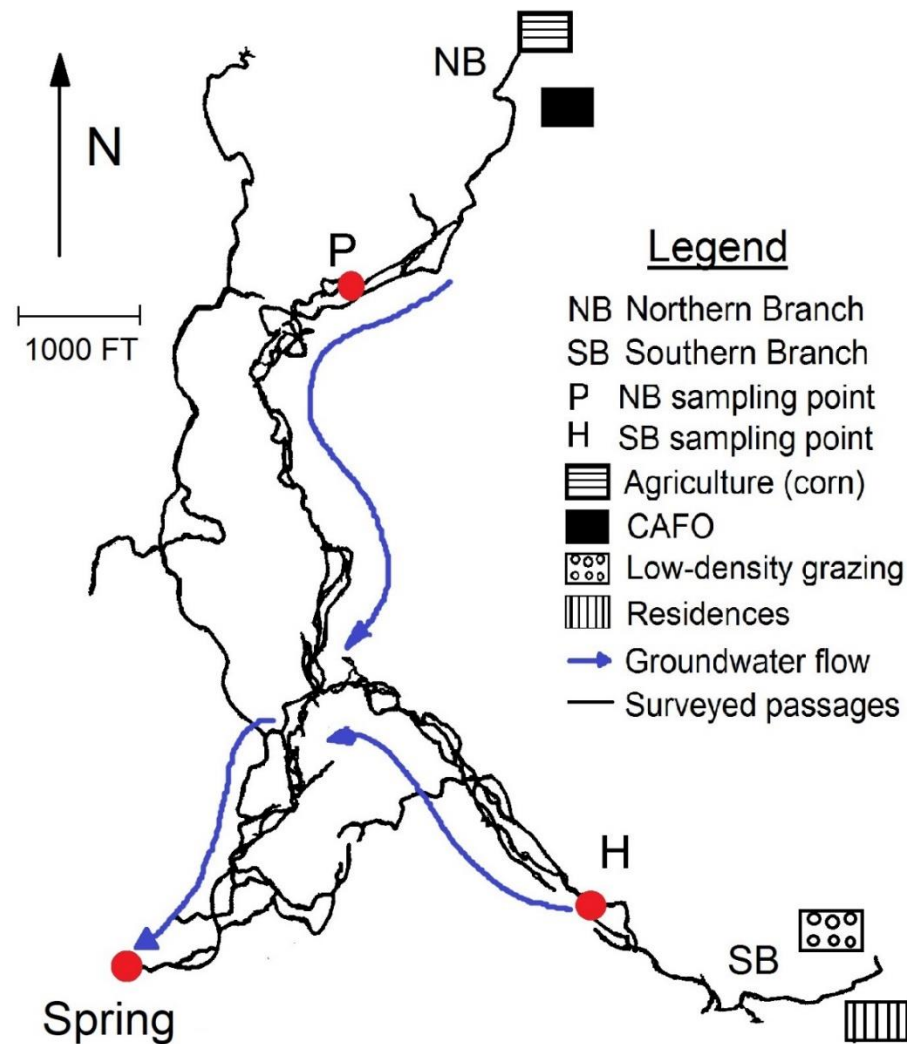 NB
N
P
1000 FT
Legend
NB Northern Branch
SB Southern Branch
P NB sampling point
H SB sampling point
Agriculture (corn)
CAFO
Low-density grazing
Residences
Groundwater flow
Surveyed passages
H
SB
Spring